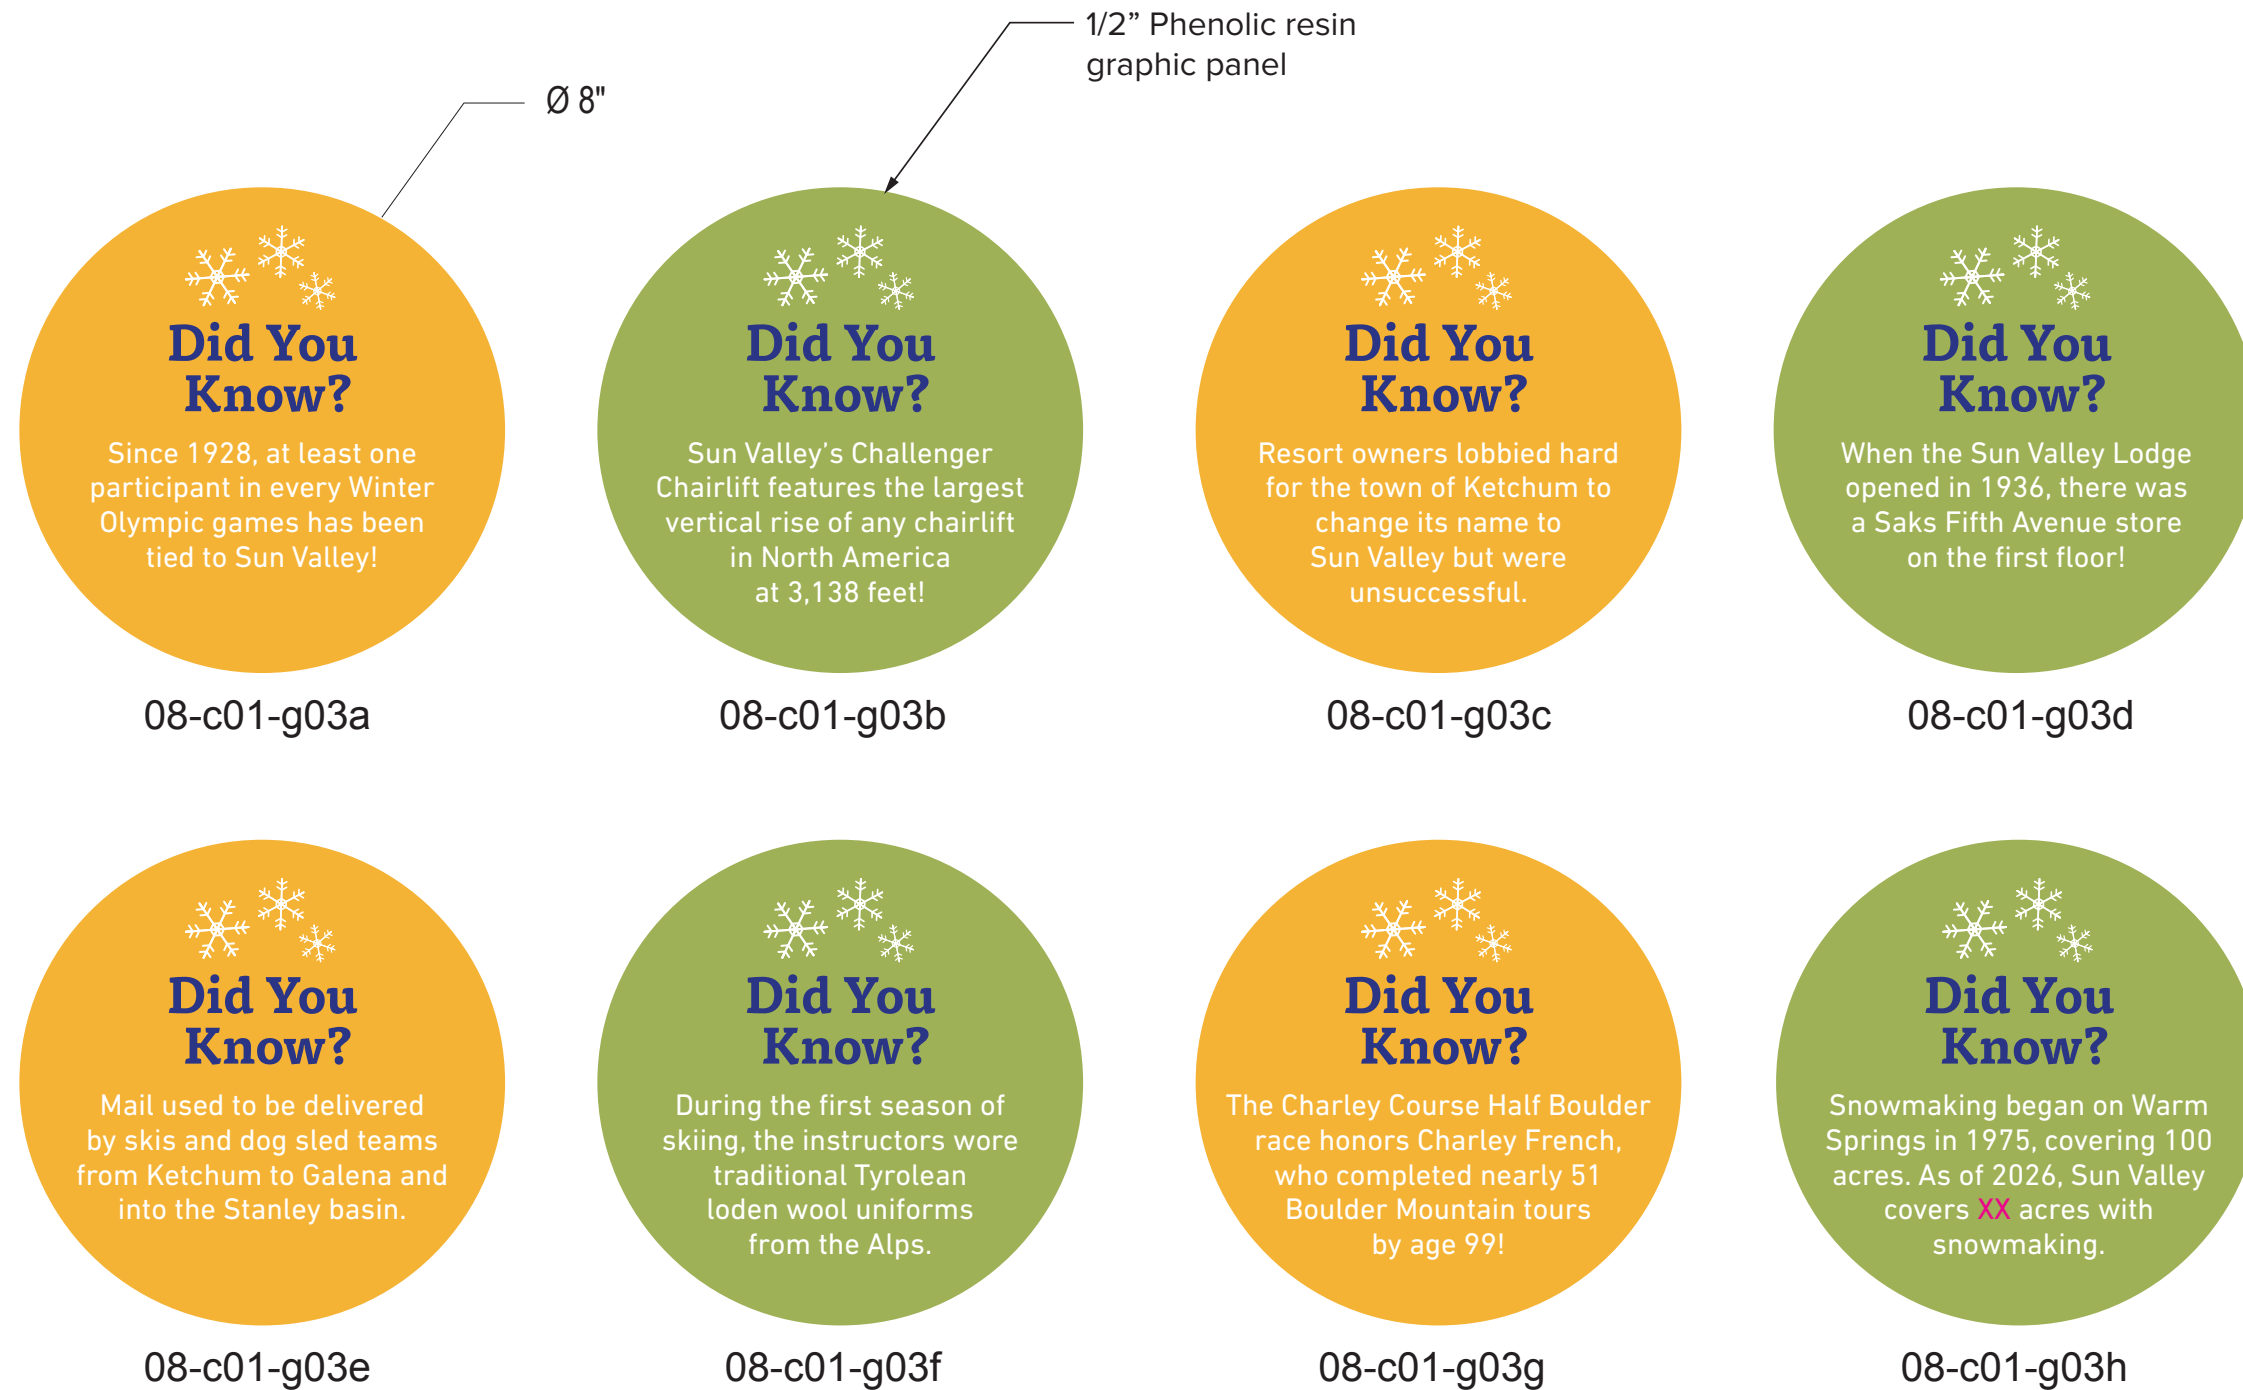 1/2” Phenolic resin
graphic panel
Ø 8"
Did You
Know?
Since 1928, at least one
participant in every Winter
Olympic games has been
tied to Sun Valley!
08-c01-g03a
Did You
Know?
Sun Valley’s Challenger
Chairlift features the largest
vertical rise of any chairlift
in North America
at 3,138 feet!
08-c01-g03b
Did You
Know?
Resort owners lobbied hard
for the town of Ketchum to
change its name to
Sun Valley but were
unsuccessful.
08-c01-g03c
Did You
Know?
When the Sun Valley Lodge
opened in 1936, there was
a Saks Fifth Avenue store
on the first floor!
08-c01-g03d
Did You
Know?
Mail used to be delivered
by skis and dog sled teams
from Ketchum to Galena and
into the Stanley basin.
08-c01-g03e
Did You
Know?
During the first season of
skiing, the instructors wore
traditional Tyrolean
loden wool uniforms
from the Alps.
08-c01-g03f
Did You
Know?
The Charley Course Half Boulder
race honors Charley French,
who completed nearly 51
Boulder Mountain tours
by age 99!
08-c01-g03g
Did You
Know?
Snowmaking began on Warm
Springs in 1975, covering 100
acres. As of 2026, Sun Valley
covers XX acres with
snowmaking.
08-c01-g03h